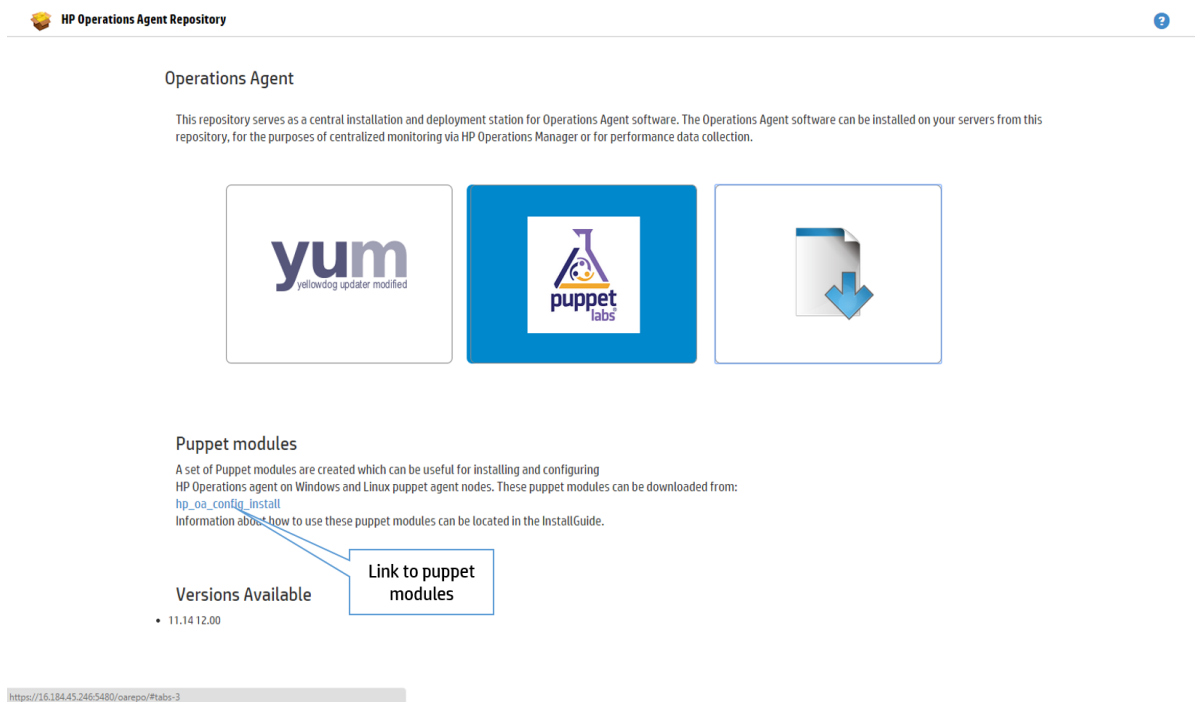 HP Operations Agent Repository
?
Operations Agent
This repository serves as a central installation and deployment station for Operations Agent software. The Operations Agent software can be installed on your servers from this
repository, for the purposes of centralized monitoring via HP Operations Manager or for performance data collection.
yum
yellowdog updater modified
puppet
labs®
Puppet modules
A set of Puppet modules are created which can be useful for installing and configuring
HP Operations agent on Windows and Linux puppet agent nodes. These puppet modules can be downloaded from:
hp_oa_config_install
Information about how to use these puppet modules can be located in the InstallGuide.
Link to puppet
modules
Versions Available
• 11.14 12.00
https://16.184.45.246:5480/oarepo/#tabs-3